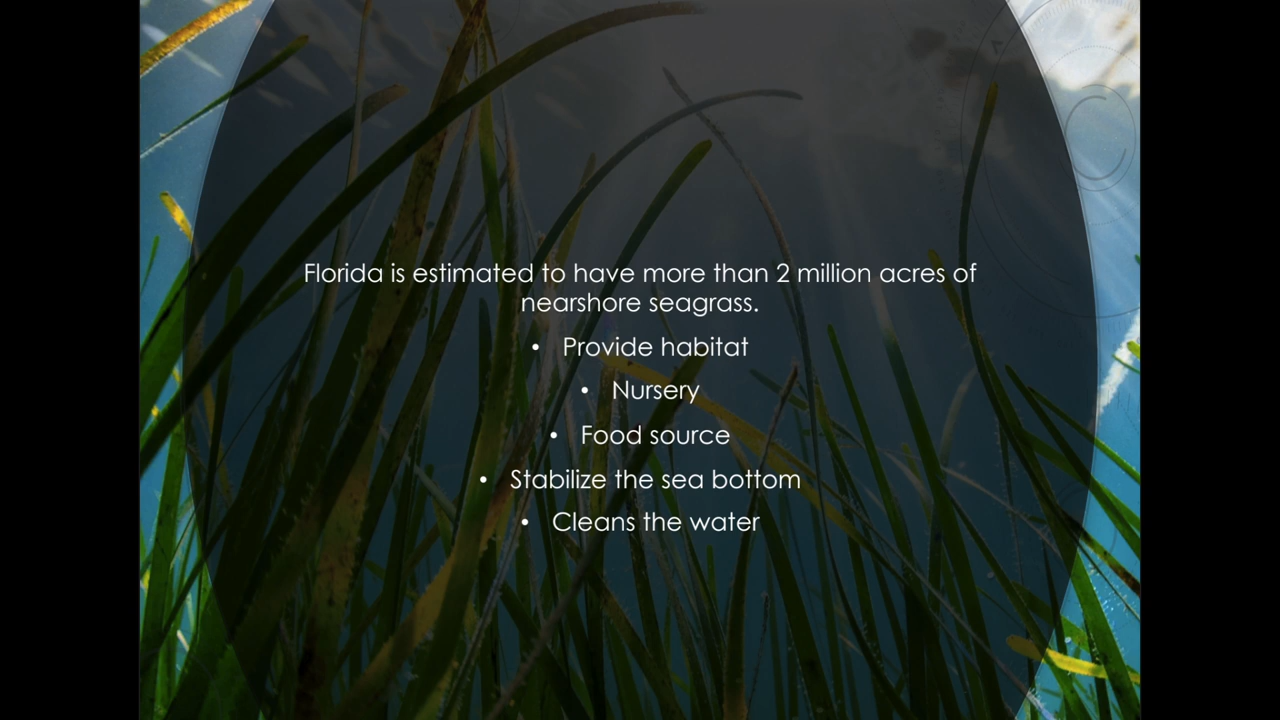 Florida is estimated to have more than 2 million acres of
nearshore seagrass.
• Provide habitat
• Nursery
• Food source
• Stabilize the sea bottom
• Cleans the water